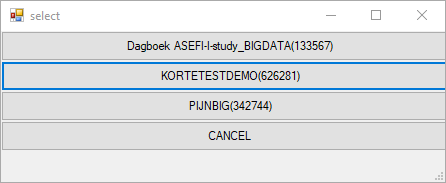 select
Dagboek ASEFI-I-study_BIGDATA(133567)
KORTETESTDEMO(626281)
PIJNBIG(342744)
CANCEL